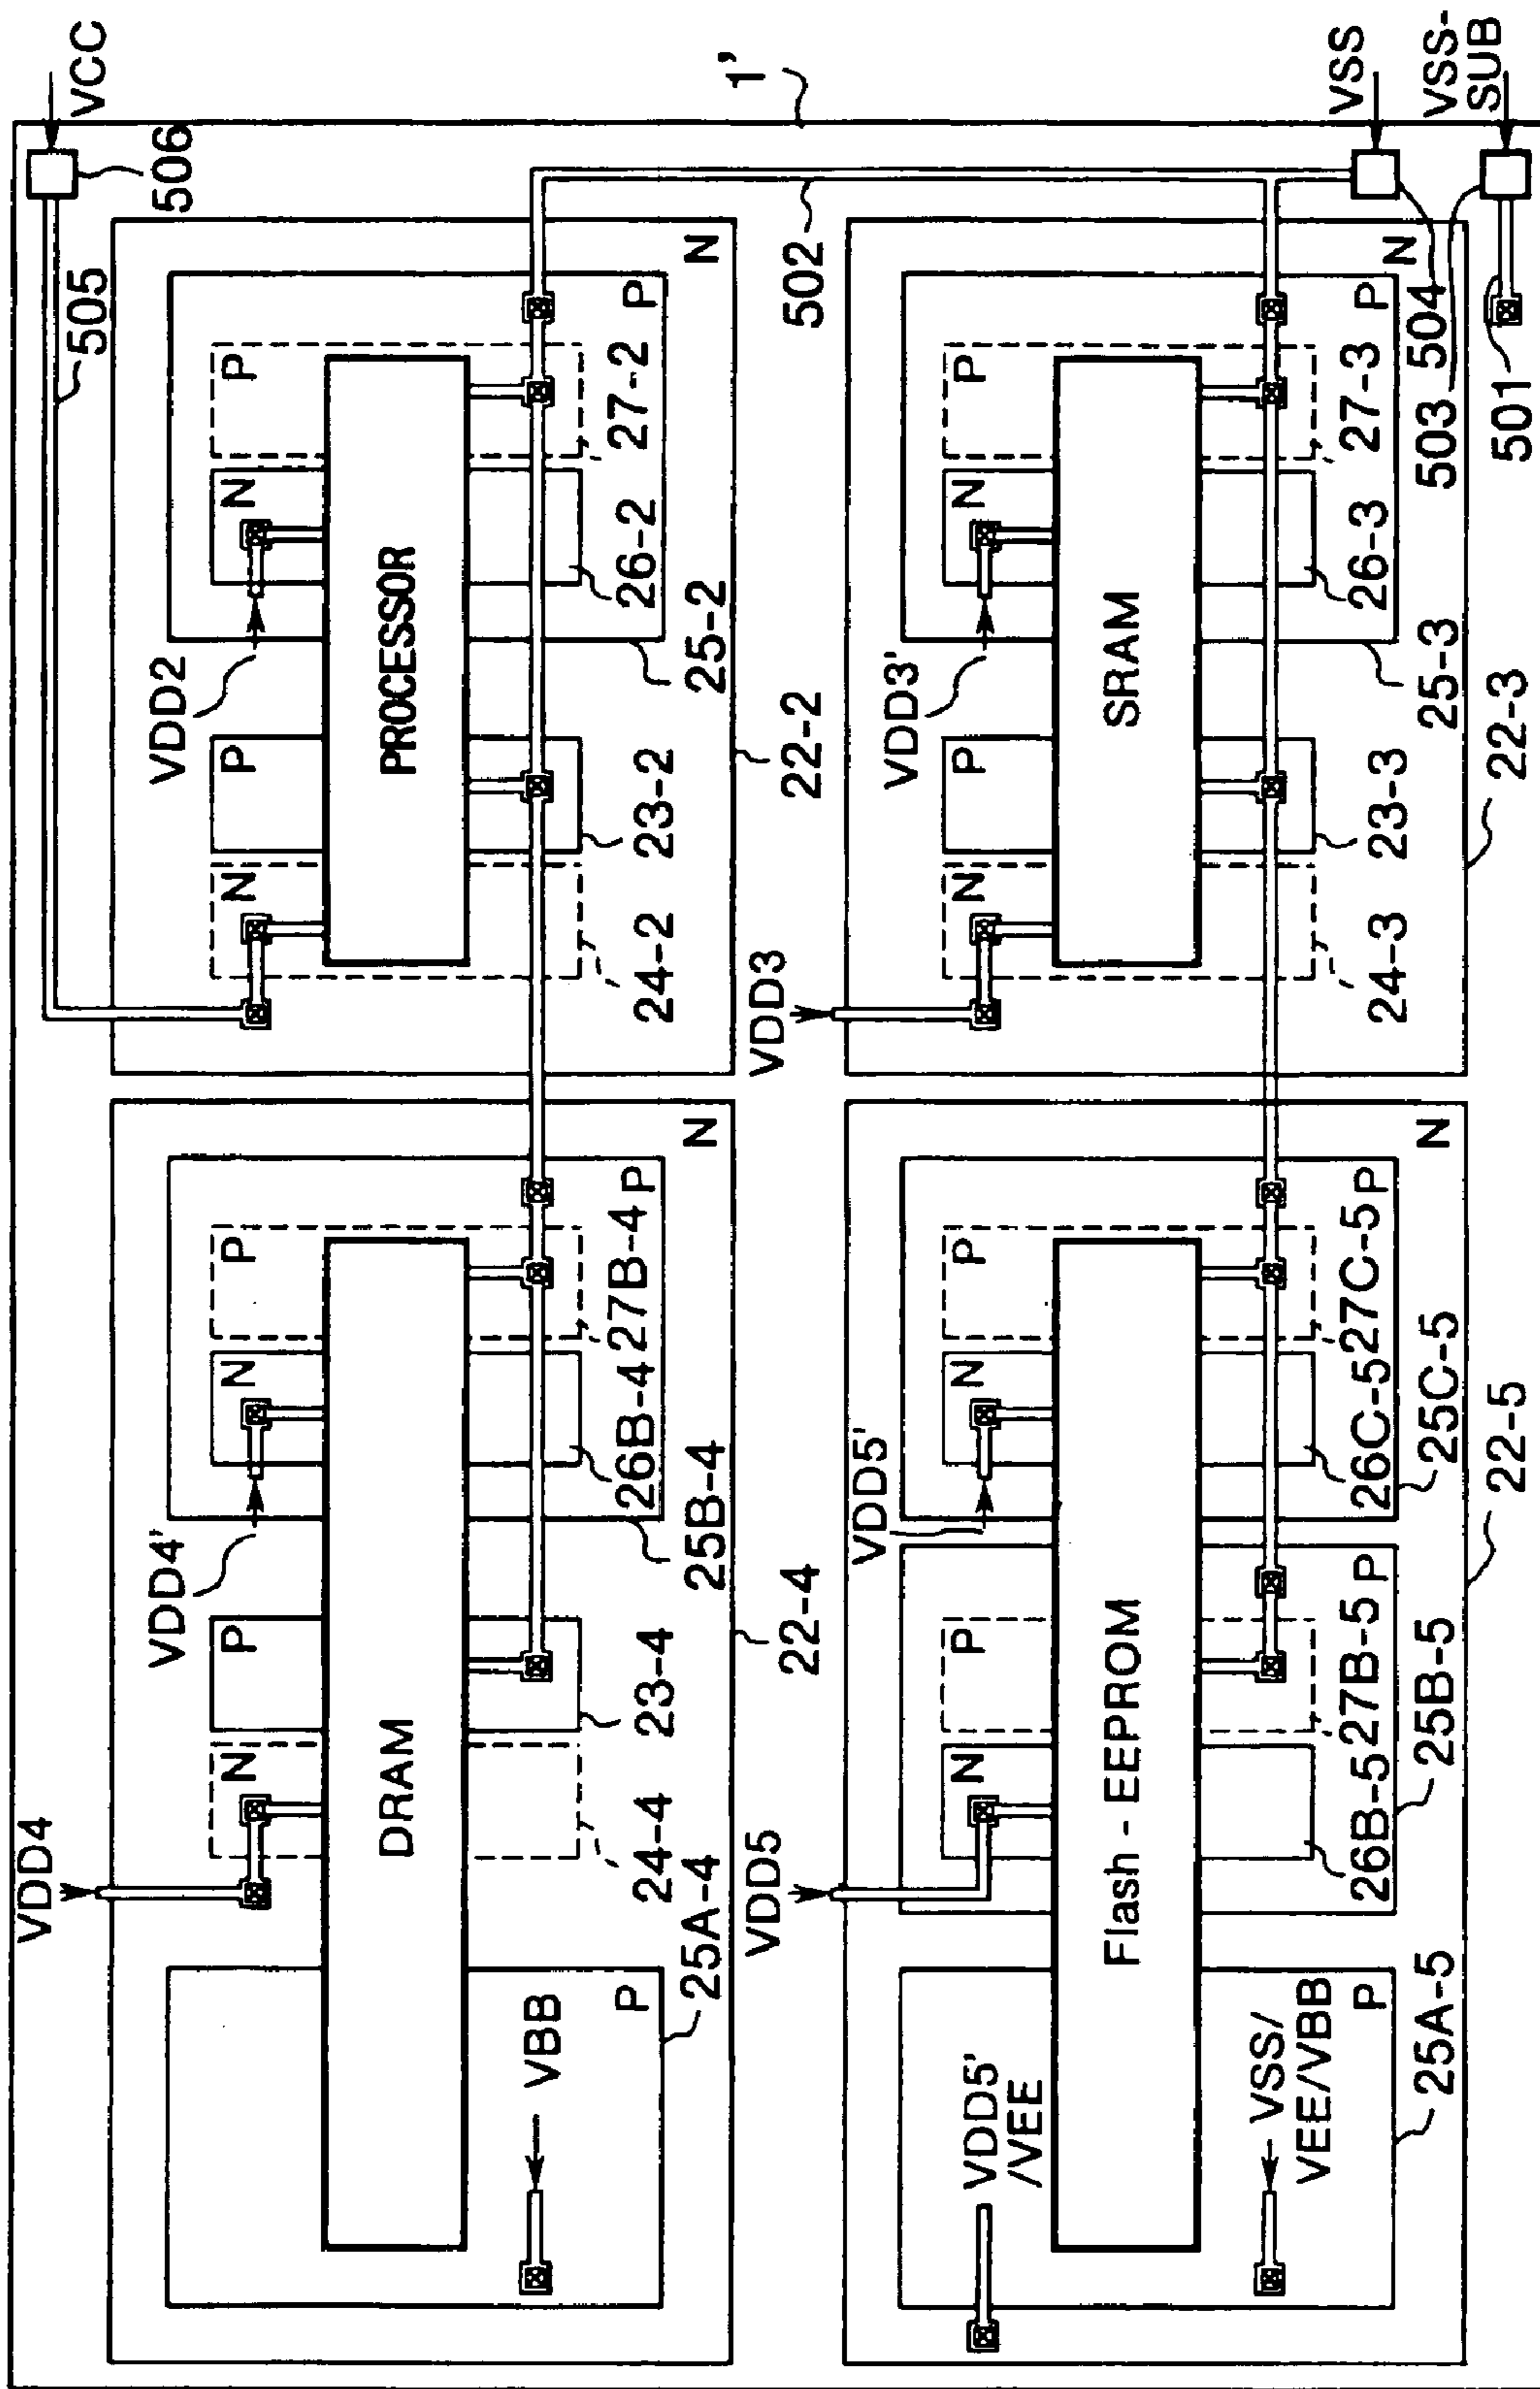 VCC
506
505
1'
VSS
VSS-
SUB
502
504
503
501
N
P
P
27-2
N
26-2
25-2
VDD2
PROCESSOR
P
23-2
N
24-2
22-2
N
P
P
27-3
N
26-3
25-3
VDD3'
SRAM
P
23-3
N
24-3
22-3
VDD3
N
P
P
27B-4
N
26B-4
25B-4
VDD4'
DRAM
P
23-4
N
24-4
22-4
VDD4
25A-4
P
VBB
N
P
P
27C-5
N
26C-5
25C-5
22-5
VDD5'
Flash - EEPROM
P
P
27B-5
25B-5
N
26B-5
VDD5
P
25A-5
VDD5'
/VEE
VSS/
VEE/VBB